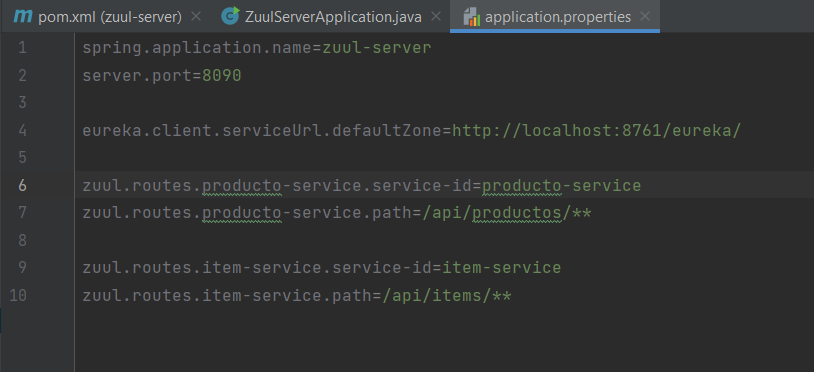 pom.xml (zuul-server) ZuulServerApplication.java application.properties
1 spring.application.name=zuul-server
2 server.port=8090
3
4 eureka.client.serviceUrl.defaultZone=http://localhost:8761/eureka/
5
6 zuul.routes.producto-service.service-id=producto-service
7 zuul.routes.producto-service.path=/api/productos/**
8
9 zuul.routes.item-service.service-id=item-service
10 zuul.routes.item-service.path=/api/items/**